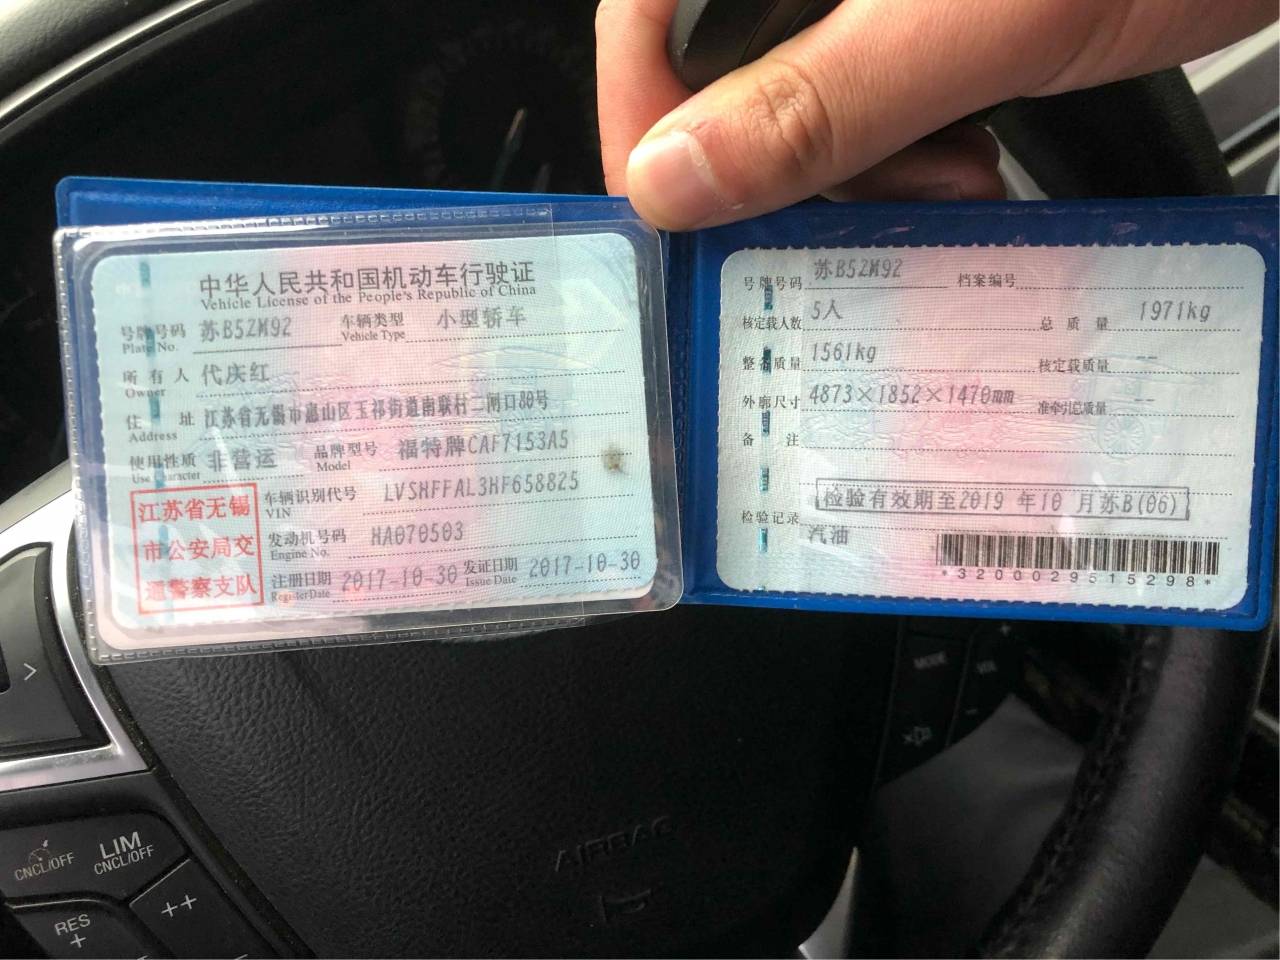 中华人民共和国机动车行驶证
Vehicle License of the People's Republic of China
号牌号码 苏B5ZM92 车辆类型 小型轿车
Plate No. Vehicle Type
所有人 代庆红
Owner
住址 江苏省无锡市惠山区玉祁街道南联村二闸口80号
Address
使用性质 非营运 品牌型号 福特牌CAF7153A5
Use Character Model
江苏省无锡
市公安局交
通警察支队
车辆识别代号 LVSHFFAL3HF658825
VIN
发动机号码 HA070503
Engine No.
注册日期 2017-10-30 发证日期 2017-10-30
Register Date Issue Date
号牌号码 苏B5ZM92 档案编号
核定载人数 5人 总质量 1971kg
整备质量 1561kg 核定载质量 --
外廓尺寸 4873×1852×1470mm 准牵引总质量 --
备注
检验有效期至2019年10月苏B(06)
检验记录
汽油
*3200029515298*
CNCL/OFF
LIM
CNCL/OFF
RES
+
++
MODE
VOL
+
-
AIRBAG